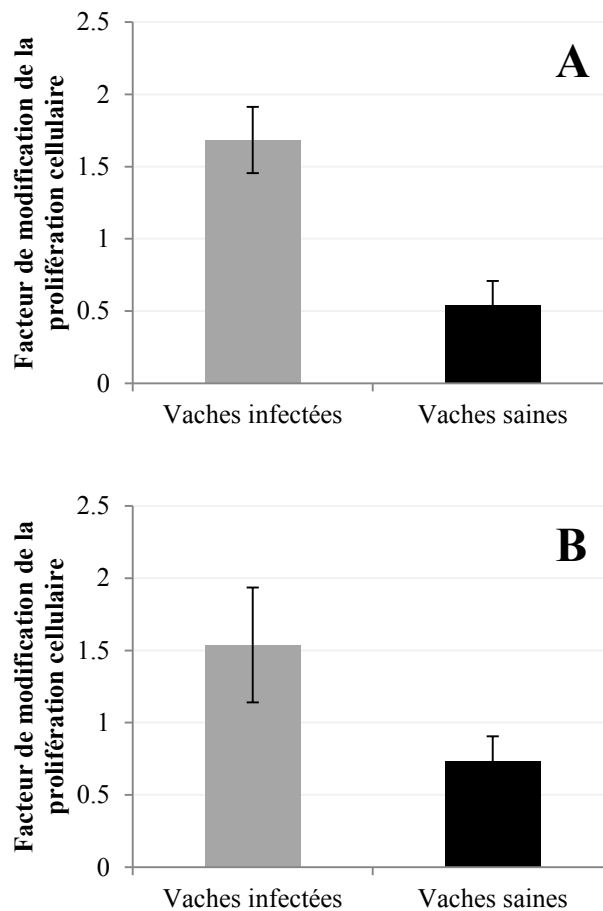 Facteur de modification de la
prolifération cellulaire
2.5
2
1.5
1
0.5
0
A
Vaches infectées
Vaches saines
Facteur de modification de la
prolifération cellulaire
2.5
2
1.5
1
0.5
0
B
Vaches infectées
Vaches saines